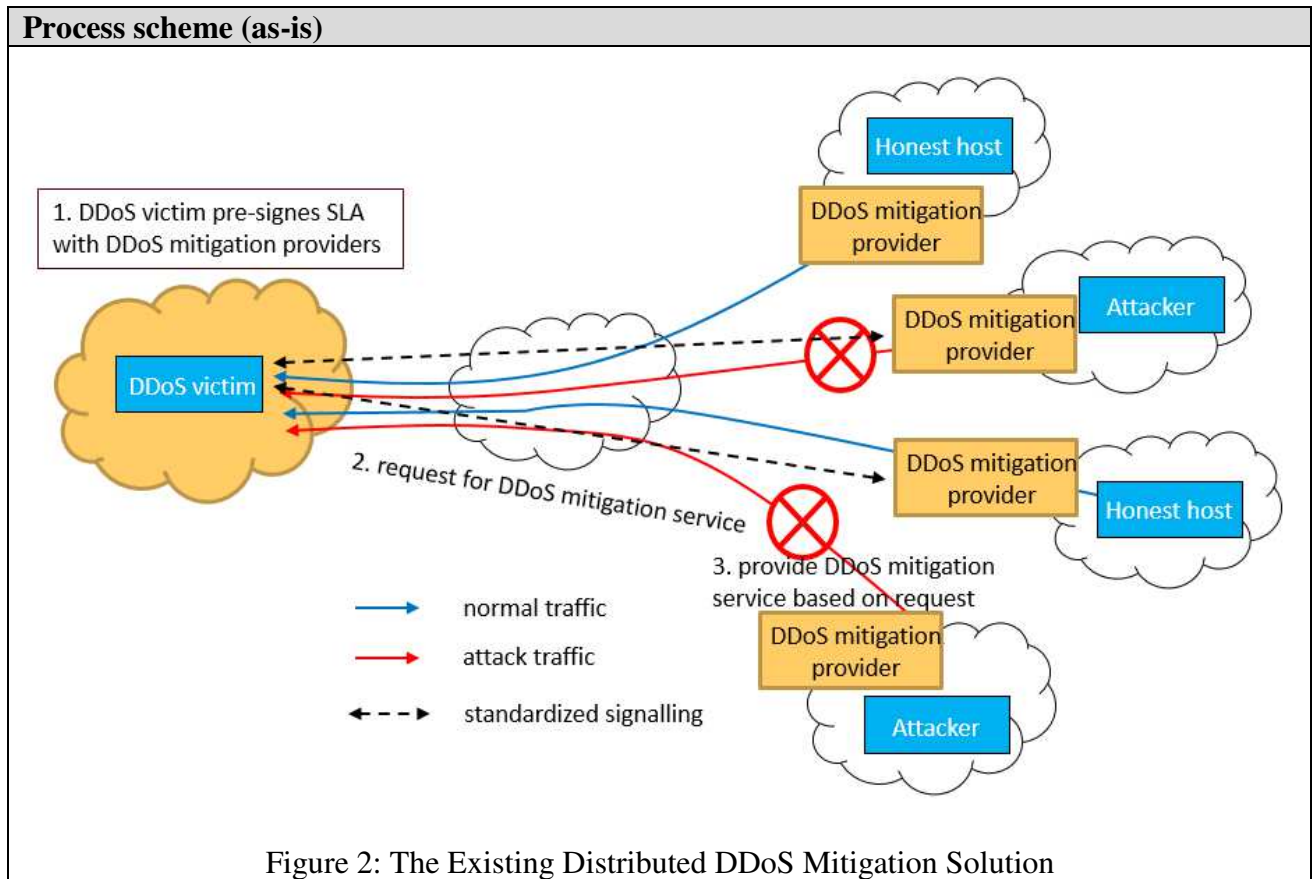 Process scheme (as-is)
Honest host
DDoS mitigation
provider
1. DDoS victim pre-signes SLA
with DDoS mitigation providers
Attacker
DDoS mitigation
provider
DDoS victim
DDoS mitigation
provider
Honest host
2. request for DDoS mitigation service
3. provide DDoS mitigation
service based on request
normal traffic
DDoS mitigation
provider
attack traffic
standardized signalling
Attacker
Figure 2: The Existing Distributed DDoS Mitigation Solution